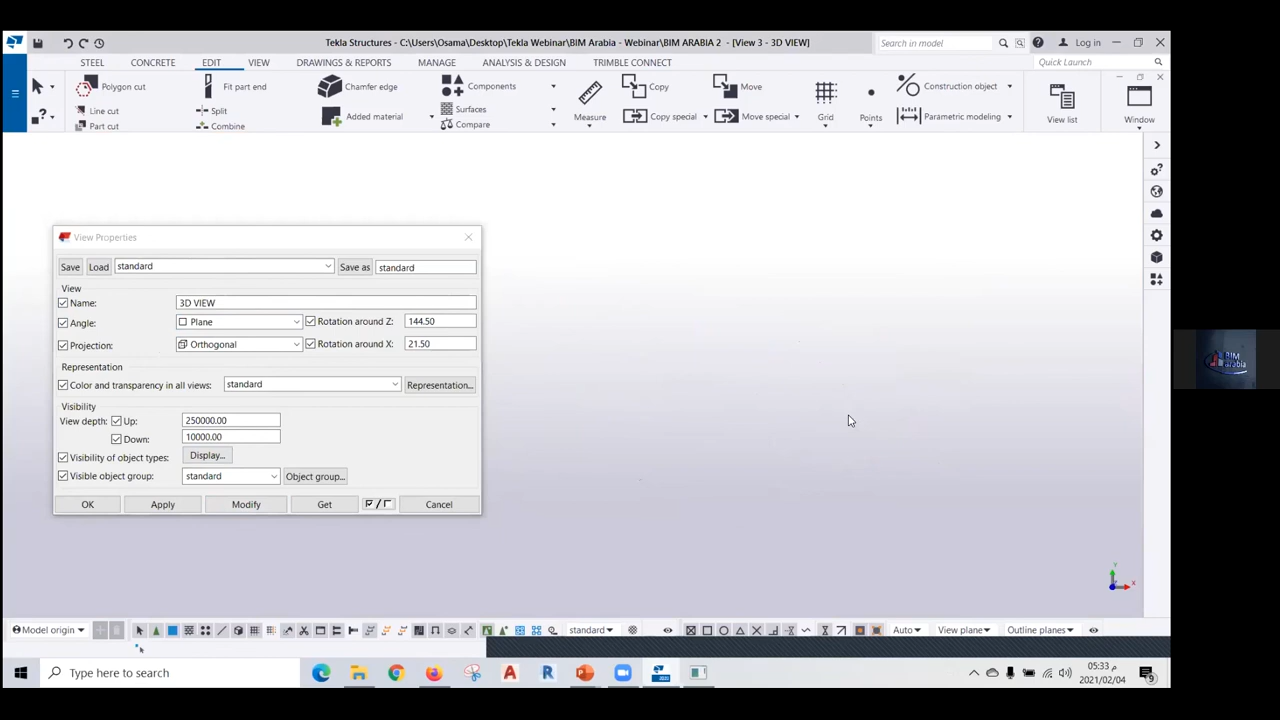 Tekla Structures - C:\Users\Osama\Desktop\Tekla Webinar\BIM Arabia - Webinar\BIM ARABIA 2 - [View 3 - 3D VIEW]
Search in model
Log in
STEEL CONCRETE EDIT VIEW DRAWINGS & REPORTS MANAGE ANALYSIS & DESIGN TRIMBLE CONNECT
Quick Launch
Polygon cut Fit part end Chamfer edge Components Copy Move Construction object
Line cut Split Surfaces
Part cut Combine Added material Compare Measure Copy special Move special Grid Points Parametric modeling View list Window
View Properties
Save Load standard Save as standard
View
Name: 3D VIEW
Angle: Plane Rotation around Z: 144.50
Projection: Orthogonal Rotation around X: 21.50
Representation
Color and transparency in all views: standard Representation...
Visibility
View depth: Up: 250000.00
Down: 10000.00
Visibility of object types: Display...
Visible object group: standard Object group...
OK Apply Modify Get Cancel
BIM
arabia
Y
X
Model origin standard Auto View plane Outline planes
Type here to search
05:33 م
2021/02/04
2021
9